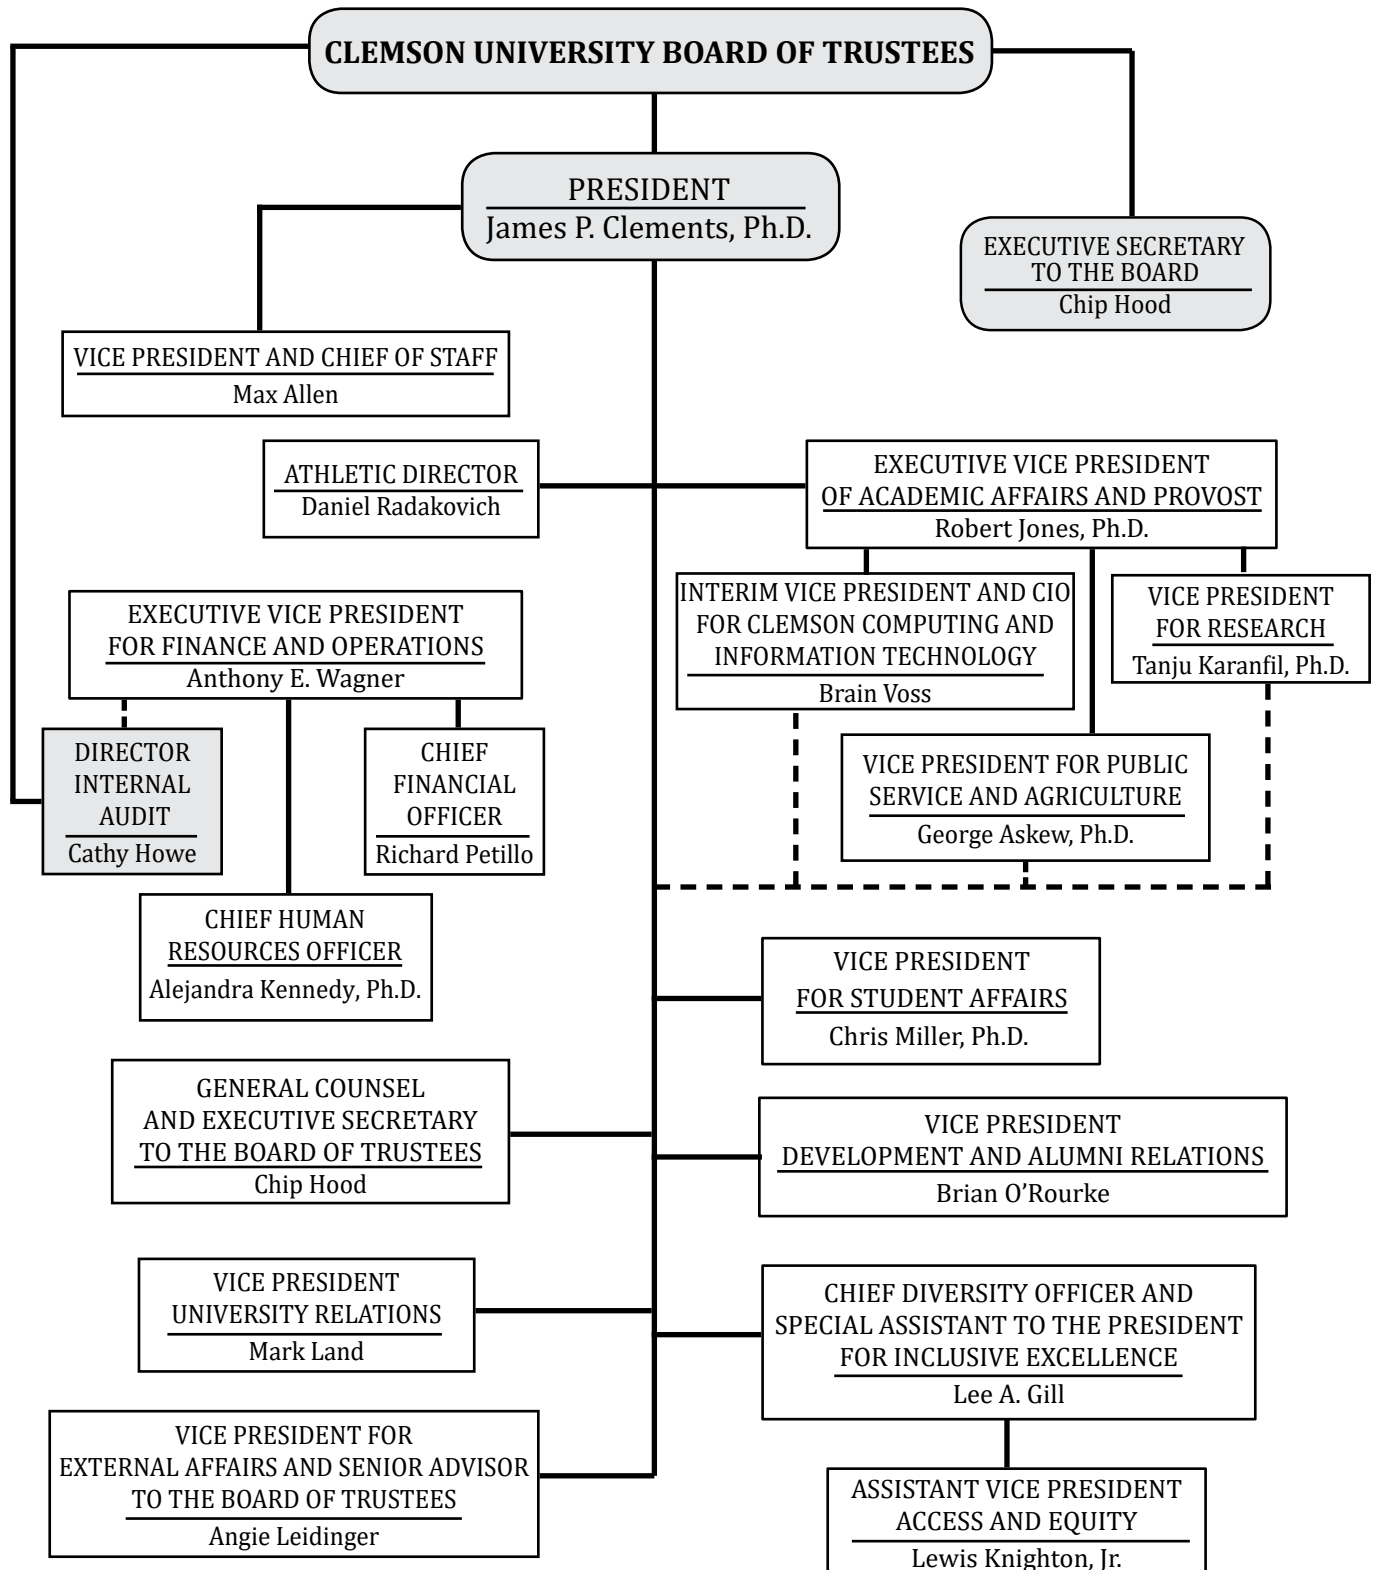 CLEMSON UNIVERSITY BOARD OF TRUSTEES
PRESIDENT
James P. Clements, Ph.D.
EXECUTIVE SECRETARY
TO THE BOARD
Chip Hood
VICE PRESIDENT AND CHIEF OF STAFF
Max Allen
ATHLETIC DIRECTOR
Daniel Radakovich
EXECUTIVE VICE PRESIDENT
OF ACADEMIC AFFAIRS AND PROVOST
Robert Jones, Ph.D.
EXECUTIVE VICE PRESIDENT
FOR FINANCE AND OPERATIONS
Anthony E. Wagner
INTERIM VICE PRESIDENT AND CIO
FOR CLEMSON COMPUTING AND
INFORMATION TECHNOLOGY
Brain Voss
VICE PRESIDENT
FOR RESEARCH
Tanju Karanfil, Ph.D.
DIRECTOR
INTERNAL
AUDIT
Cathy Howe
CHIEF
FINANCIAL
OFFICER
Richard Petillo
VICE PRESIDENT FOR PUBLIC
SERVICE AND AGRICULTURE
George Askew, Ph.D.
CHIEF HUMAN
RESOURCES OFFICER
Alejandra Kennedy, Ph.D.
VICE PRESIDENT
FOR STUDENT AFFAIRS
Chris Miller, Ph.D.
GENERAL COUNSEL
AND EXECUTIVE SECRETARY
TO THE BOARD OF TRUSTEES
Chip Hood
VICE PRESIDENT
DEVELOPMENT AND ALUMNI RELATIONS
Brian O’Rourke
VICE PRESIDENT
UNIVERSITY RELATIONS
Mark Land
CHIEF DIVERSITY OFFICER AND
SPECIAL ASSISTANT TO THE PRESIDENT
FOR INCLUSIVE EXCELLENCE
Lee A. Gill
VICE PRESIDENT FOR
EXTERNAL AFFAIRS AND SENIOR ADVISOR
TO THE BOARD OF TRUSTEES
Angie Leidinger
ASSISTANT VICE PRESIDENT
ACCESS AND EQUITY
Lewis Knighton, Jr.